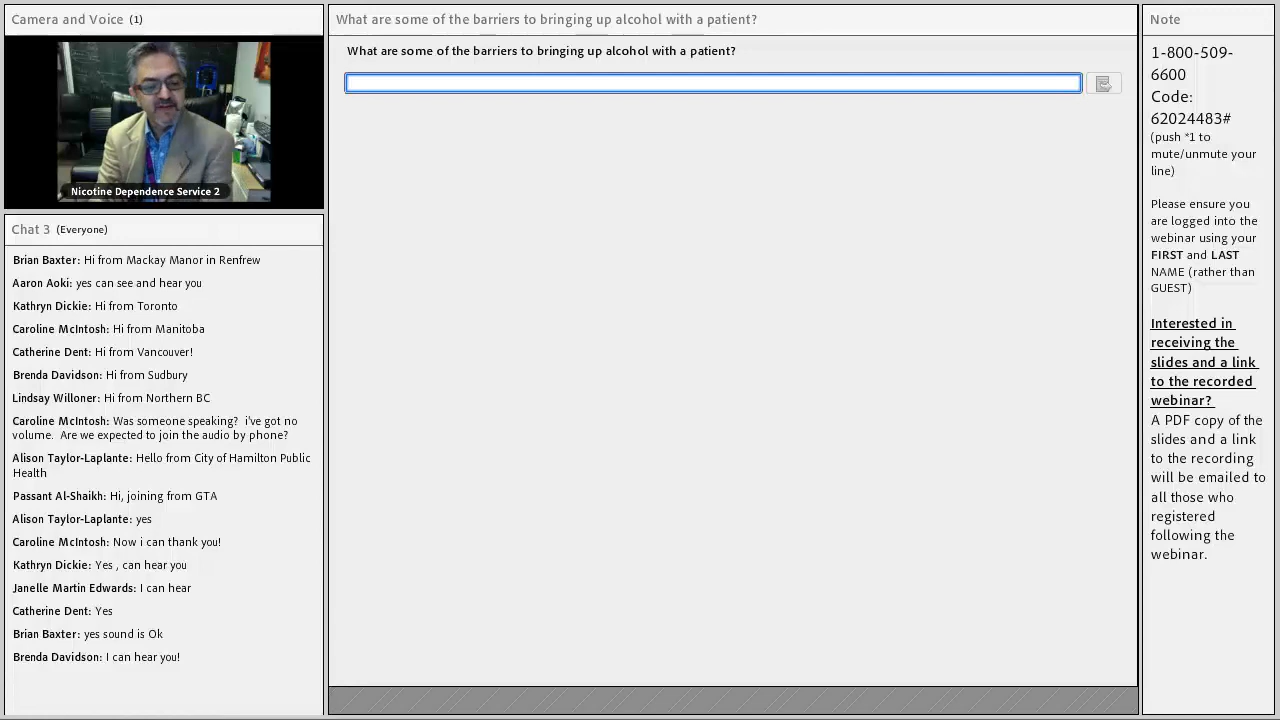 Camera and Voice (1)
Nicotine Dependence Service 2
Chat 3 (Everyone)
Brian Baxter: Hi from Mackay Manor in Renfrew
Aaron Aoki: yes can see and hear you
Kathryn Dickie: Hi from Toronto
Caroline McIntosh: Hi from Manitoba
Catherine Dent: Hi from Vancouver!
Brenda Davidson: Hi from Sudbury
Lindsay Willoner: Hi from Northern BC
Caroline McIntosh: Was someone speaking? i've got no
volume. Are we expected to join the audio by phone?
Alison Taylor-Laplante: Hello from City of Hamilton Public
Health
Passant Al-Shaikh: Hi, joining from GTA
Alison Taylor-Laplante: yes
Caroline McIntosh: Now i can thank you!
Kathryn Dickie: Yes , can hear you
Janelle Martin Edwards: I can hear
Catherine Dent: Yes
Brian Baxter: yes sound is Ok
Brenda Davidson: I can hear you!
What are some of the barriers to bringing up alcohol with a patient?
What are some of the barriers to bringing up alcohol with a patient?
Note
1-800-509-
6600
Code:
62024483#
(push *1 to
mute/unmute your
line)
Please ensure you
are logged into the
webinar using your
FIRST and LAST
NAME (rather than
GUEST)
Interested in
receiving the
slides and a link
to the recorded
webinar?
A PDF copy of the
slides and a link
to the recording
will be emailed to
all those who
registered
following the
webinar.